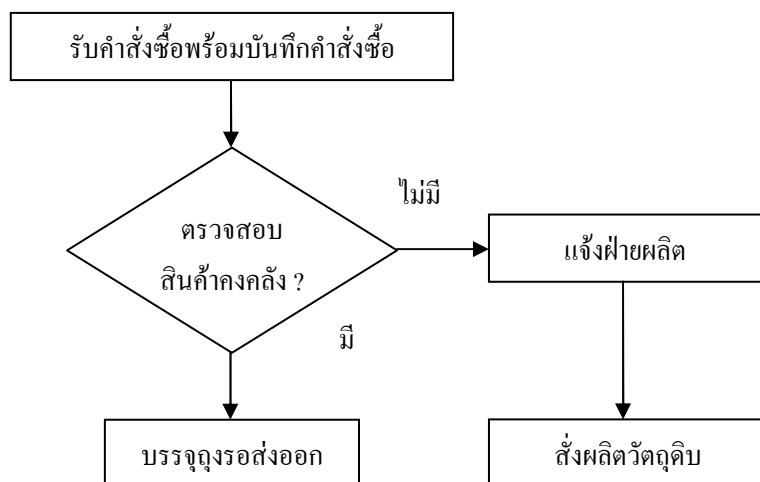 รับคำสั่งซื้อพร้อมบันทึกคำสั่งซื้อ
ไม่มี
ตรวจสอบ
สินค้าคงคลัง ?
แจ้งฝ่ายผลิต
มี
บรรจุถุงรอส่งออก
สั่งผลิตวัตถุดิบ